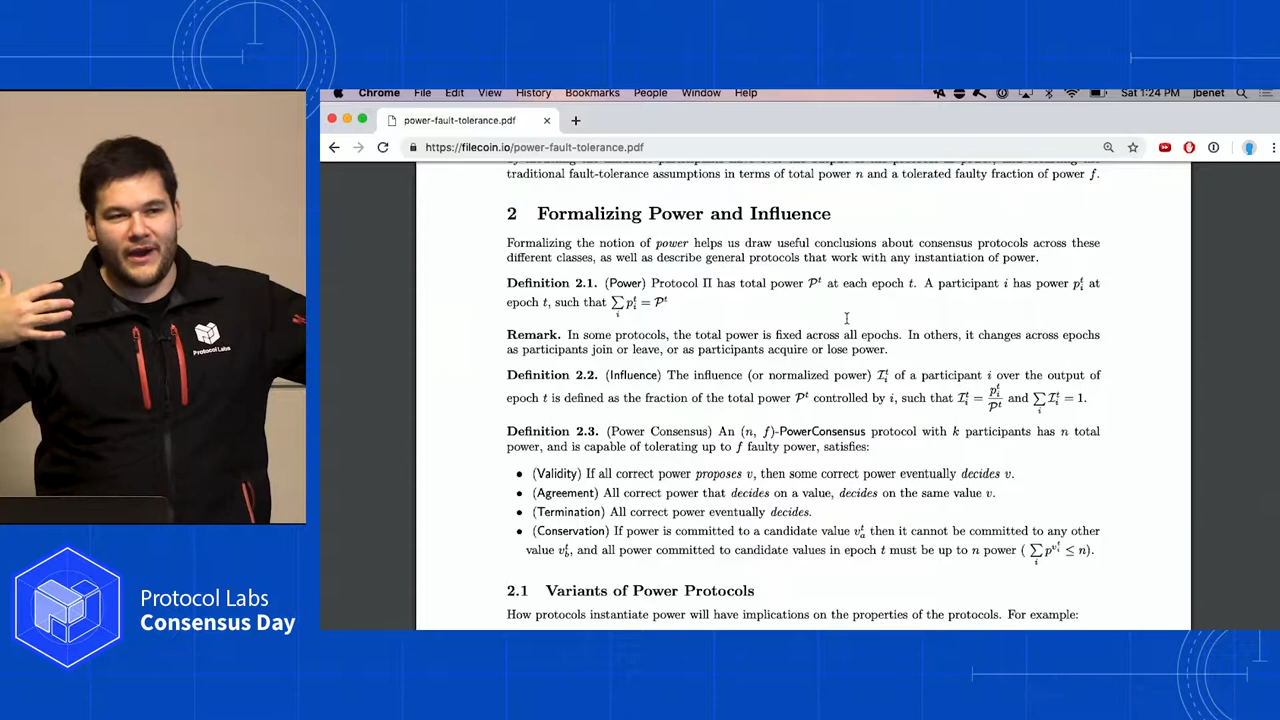 Chrome File Edit View History Bookmarks People Window Help Sat 1:24 PM jbenet
power-fault-tolerance.pdf
https://filecoin.io/power-fault-tolerance.pdf
traditional fault-tolerance assumptions in terms of total power n and a tolerated faulty fraction of power f.
2 Formalizing Power and Influence
Formalizing the notion of power helps us draw useful conclusions about consensus protocols across these
different classes, as well as describe general protocols that work with any instantiation of power.
Definition 2.1. (Power) Protocol Π has total power 𝒫ᵗ at each epoch t. A participant i has power pᵢᵗ at
epoch t, such that ∑ᵢ pᵢᵗ = 𝒫ᵗ
Remark. In some protocols, the total power is fixed across all epochs. In others, it changes across epochs
as participants join or leave, or as participants acquire or lose power.
Definition 2.2. (Influence) The influence (or normalized power) ℐᵢᵗ of a participant i over the output of
epoch t is defined as the fraction of the total power 𝒫ᵗ controlled by i, such that ℐᵢᵗ = pᵢᵗ/𝒫ᵗ and ∑ᵢ ℐᵢᵗ = 1.
Definition 2.3. (Power Consensus) An (n, f)-PowerConsensus protocol with k participants has n total
power, and is capable of tolerating up to f faulty power, satisfies:
• (Validity) If all correct power proposes v, then some correct power eventually decides v.
• (Agreement) All correct power that decides on a value, decides on the same value v.
• (Termination) All correct power eventually decides.
• (Conservation) If power is committed to a candidate value vₐᵗ then it cannot be committed to any other
value v_bᵗ, and all power committed to candidate values in epoch t must be up to n power ( ∑ᵢ p^{vᵢᵗ} ≤ n).
2.1 Variants of Power Protocols
How protocols instantiate power will have implications on the properties of the protocols. For example:
Protocol Labs
Protocol Labs
Consensus Day